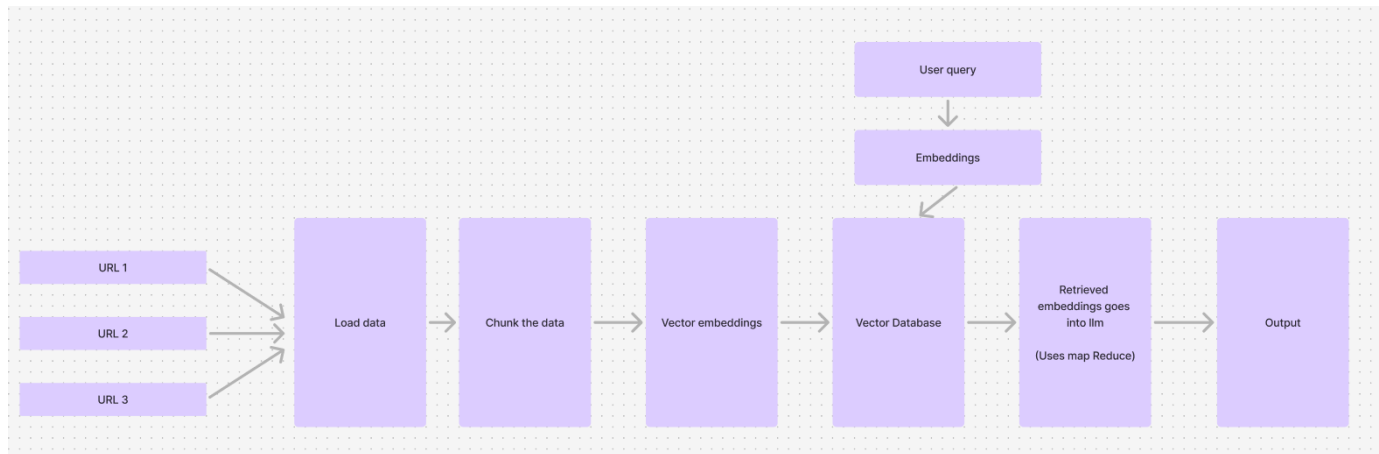 User query
Embeddings
URL 1
URL 2
URL 3
Load data
Chunk the data
Vector embeddings
Vector Database
Retrieved
embeddings goes
into llm
(Uses map Reduce)
Output